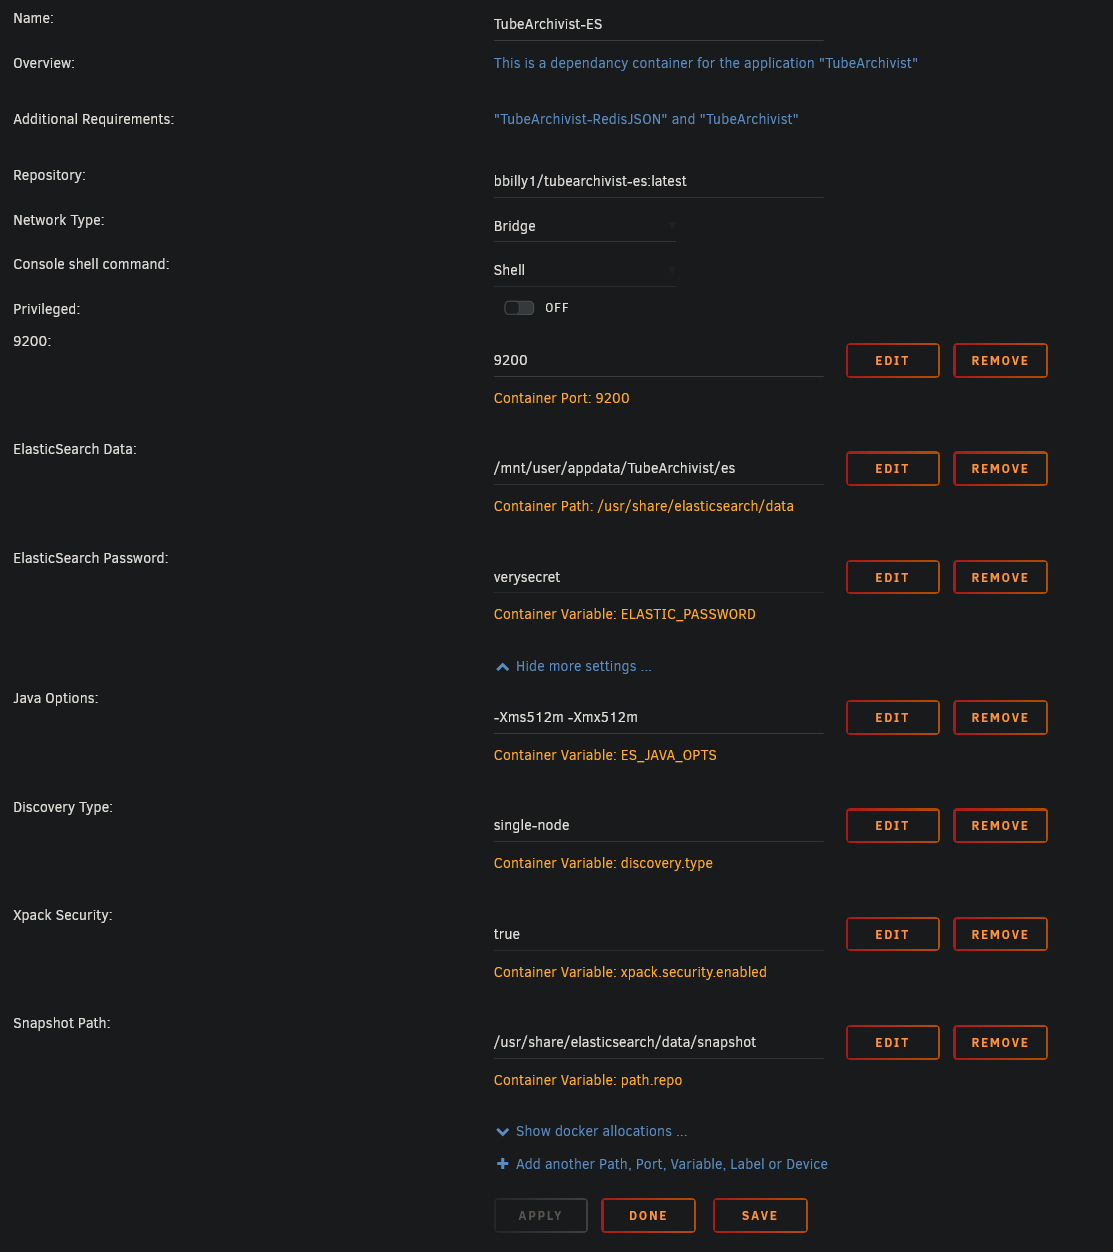 Name: TubeArchivist-ES
Overview: This is a dependancy container for the application "TubeArchivist"
Additional Requirements: "TubeArchivist-RedisJSON" and "TubeArchivist"
Repository: bbilly1/tubearchivist-es:latest
Network Type: Bridge
Console shell command: Shell
Privileged: OFF
9200:
9200 EDIT REMOVE
Container Port: 9200
ElasticSearch Data:
/mnt/user/appdata/TubeArchivist/es EDIT REMOVE
Container Path: /usr/share/elasticsearch/data
ElasticSearch Password:
verysecret EDIT REMOVE
Container Variable: ELASTIC_PASSWORD
Hide more settings ...
Java Options:
-Xms512m -Xmx512m EDIT REMOVE
Container Variable: ES_JAVA_OPTS
Discovery Type:
single-node EDIT REMOVE
Container Variable: discovery.type
Xpack Security:
true EDIT REMOVE
Container Variable: xpack.security.enabled
Snapshot Path:
/usr/share/elasticsearch/data/snapshot EDIT REMOVE
Container Variable: path.repo
Show docker allocations ...
Add another Path, Port, Variable, Label or Device
APPLY DONE SAVE